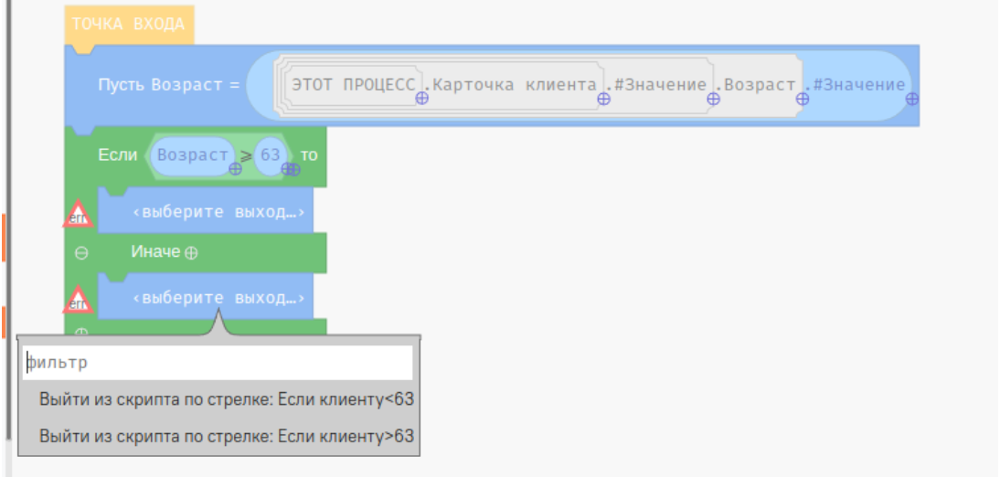 ТОЧКА ВХОДА
Пусть Возраст = ЭТОТ ПРОЦЕСС .Карточка клиента .#Значение .Возраст .#Значение
Если Возраст ⩾ 63 то
err ‹выберите выход…›
Иначе
err ‹выберите выход…›
фильтр
Выйти из скрипта по стрелке: Если клиенту<63
Выйти из скрипта по стрелке: Если клиенту>63